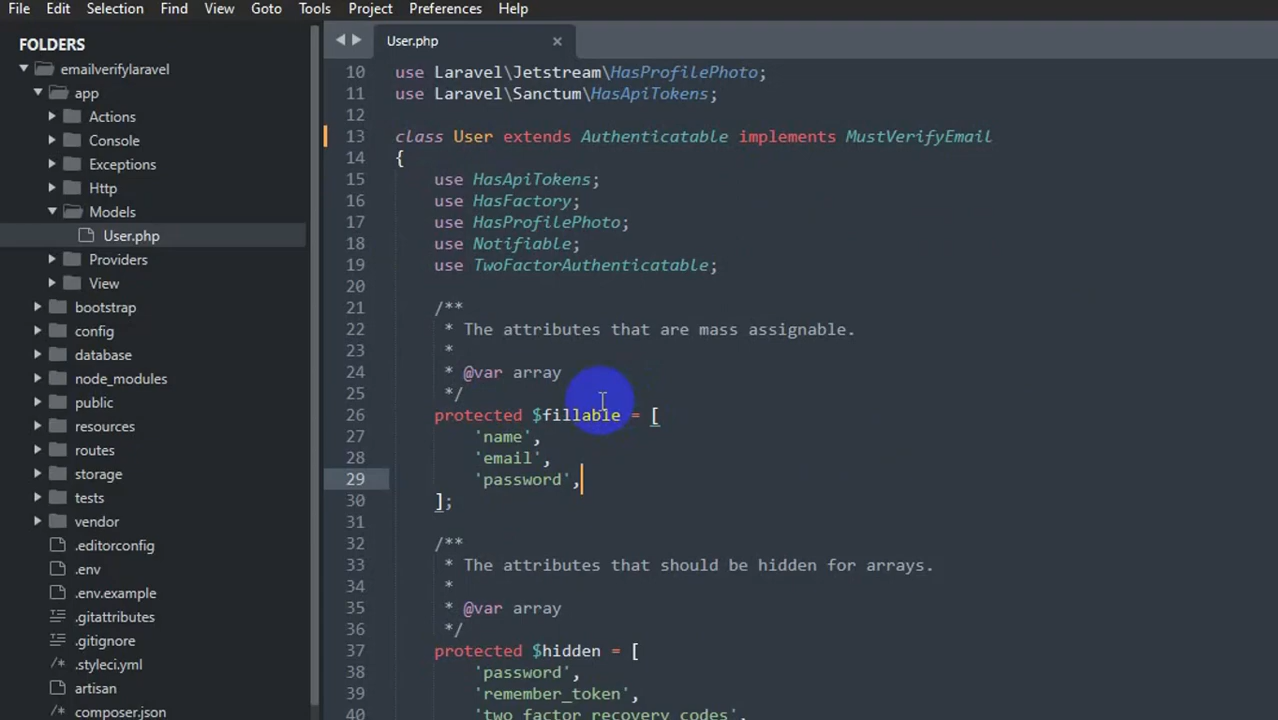 File Edit Selection Find View Goto Tools Project Preferences Help
FOLDERS
emailverifylaravel
app
Actions
Console
Exceptions
Http
Models
User.php
Providers
View
bootstrap
config
database
node_modules
public
resources
routes
storage
tests
vendor
.editorconfig
.env
.env.example
.gitattributes
.gitignore
/* .styleci.yml
artisan
/* composer.json
User.php ×
10 use Laravel\Jetstream\HasProfilePhoto;
11 use Laravel\Sanctum\HasApiTokens;
12
13 class User extends Authenticatable implements MustVerifyEmail
14 {
15 use HasApiTokens;
16 use HasFactory;
17 use HasProfilePhoto;
18 use Notifiable;
19 use TwoFactorAuthenticatable;
20
21 /**
22 * The attributes that are mass assignable.
23 *
24 * @var array
25 */
26 protected $fillable = [
27 'name',
28 'email',
29 'password',
30 ];
31
32 /**
33 * The attributes that should be hidden for arrays.
34 *
35 * @var array
36 */
37 protected $hidden = [
38 'password',
39 'remember_token',
40 'two_factor_recovery_codes',